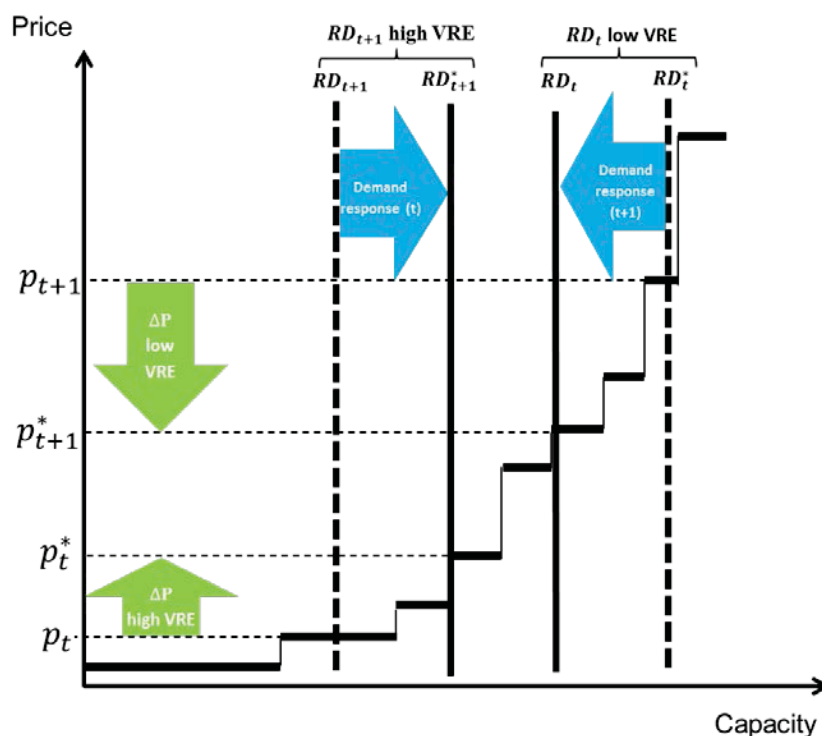 Price
RD_{t+1} high VRE
RD_t low VRE
RD_{t+1}
RD^*_{t+1}
RD_t
RD^*_t
Demand
response (t)
Demand
response
(t+1)
p_{t+1}
ΔP
low
VRE
p^*_{t+1}
p^*_t
ΔP
high VRE
p_t
Capacity